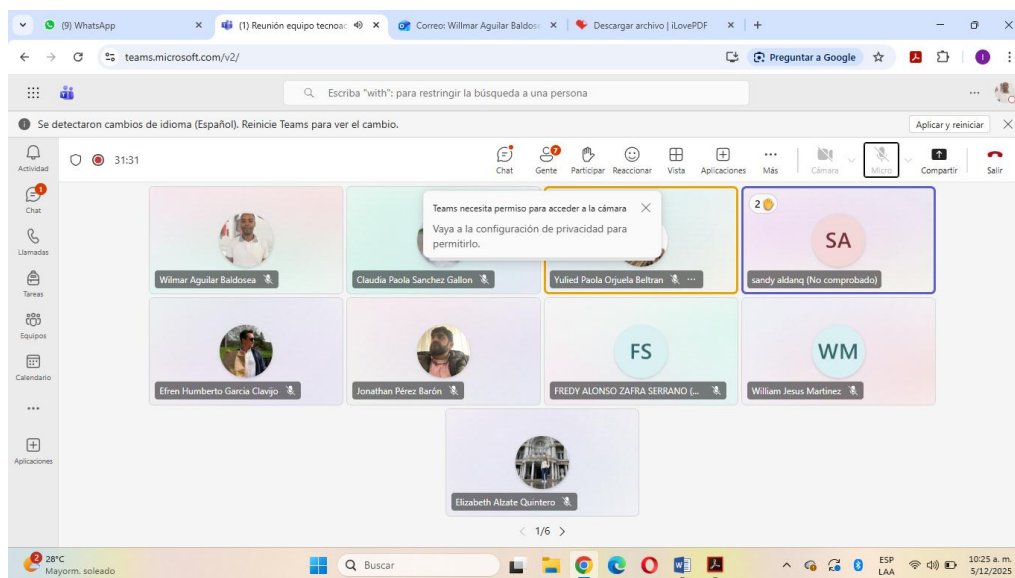 (9) WhatsApp
(1) Reunión equipo tecnoac
Correo: Willmar Aguilar Baldos
Descargar archivo | iLovePDF
teams.microsoft.com/v2/
Preguntar a Google
Escriba "with": para restringir la búsqueda a una persona
Se detectaron cambios de idioma (Español). Reinicie Teams para ver el cambio.
Aplicar y reiniciar
Actividad
Chat
Llamadas
Tareas
Equipos
Calendario
Aplicaciones
31:31
Chat
Gente
7
Participar
Reaccionar
Vista
Aplicaciones
Más
Cámara
Micro
Compartir
Salir
Teams necesita permiso para acceder a la cámara
Vaya a la configuración de privacidad para
permitirlo.
2
SA
Wilmar Aguilar Baldosea
Claudia Paola Sanchez Gallon
Yulied Paola Orjuela Beltran
sandy aldanq (No comprobado)
FS
WM
Efren Humberto Garcia Clavijo
Jonathan Pérez Barón
FREDY ALONSO ZAFRA SERRANO (...
William Jesus Martinez
Elizabeth Alzate Quintero
1/6
2
28°C
Mayorm. soleado
Buscar
ESP
LAA
10:25 a. m.
5/12/2025